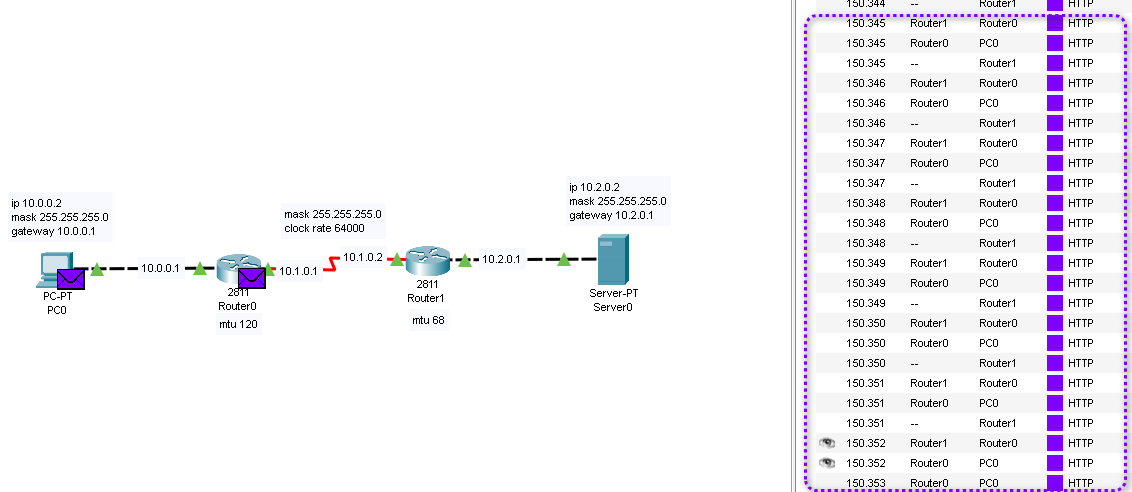 ip 10.0.0.2
mask 255.255.255.0
gateway 10.0.0.1
PC-PT
PC0
10.0.0.1
2811
Router0
mtu 120
mask 255.255.255.0
clock rate 64000
10.1.0.1
10.1.0.2
2811
Router1
mtu 68
10.2.0.1
ip 10.2.0.2
mask 255.255.255.0
gateway 10.2.0.1
Server-PT
Server0
150.344 -- Router1 HTTP
150.345 Router1 Router0 HTTP
150.345 Router0 PC0 HTTP
150.345 -- Router1 HTTP
150.346 Router1 Router0 HTTP
150.346 Router0 PC0 HTTP
150.346 -- Router1 HTTP
150.347 Router1 Router0 HTTP
150.347 Router0 PC0 HTTP
150.347 -- Router1 HTTP
150.348 Router1 Router0 HTTP
150.348 Router0 PC0 HTTP
150.348 -- Router1 HTTP
150.349 Router1 Router0 HTTP
150.349 Router0 PC0 HTTP
150.349 -- Router1 HTTP
150.350 Router1 Router0 HTTP
150.350 Router0 PC0 HTTP
150.350 -- Router1 HTTP
150.351 Router1 Router0 HTTP
150.351 Router0 PC0 HTTP
150.351 -- Router1 HTTP
150.352 Router1 Router0 HTTP
150.352 Router0 PC0 HTTP
150.353 Router0 PC0 HTTP